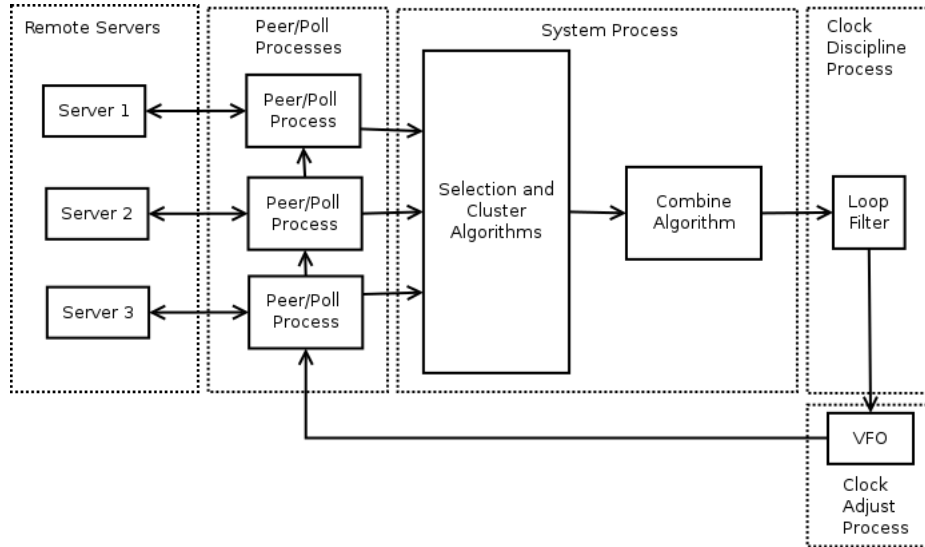 Remote Servers
Server 1
Server 2
Server 3
Peer/Poll
Processes
Peer/Poll
Process
Peer/Poll
Process
Peer/Poll
Process
System Process
Selection and
Cluster
Algorithms
Combine
Algorithm
Clock
Discipline
Process
Loop
Filter
VFO
Clock
Adjust
Process